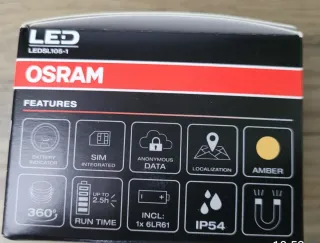 LED
LEDSL105-1
OSRAM
FEATURES
BATTERY INDICATOR
SIM INTEGRATED
ANONYMOUS DATA
LOCALIZATION
AMBER
360°
UP TO 2.5h
RUN TIME
INCL: 1x 6LR61
IP54